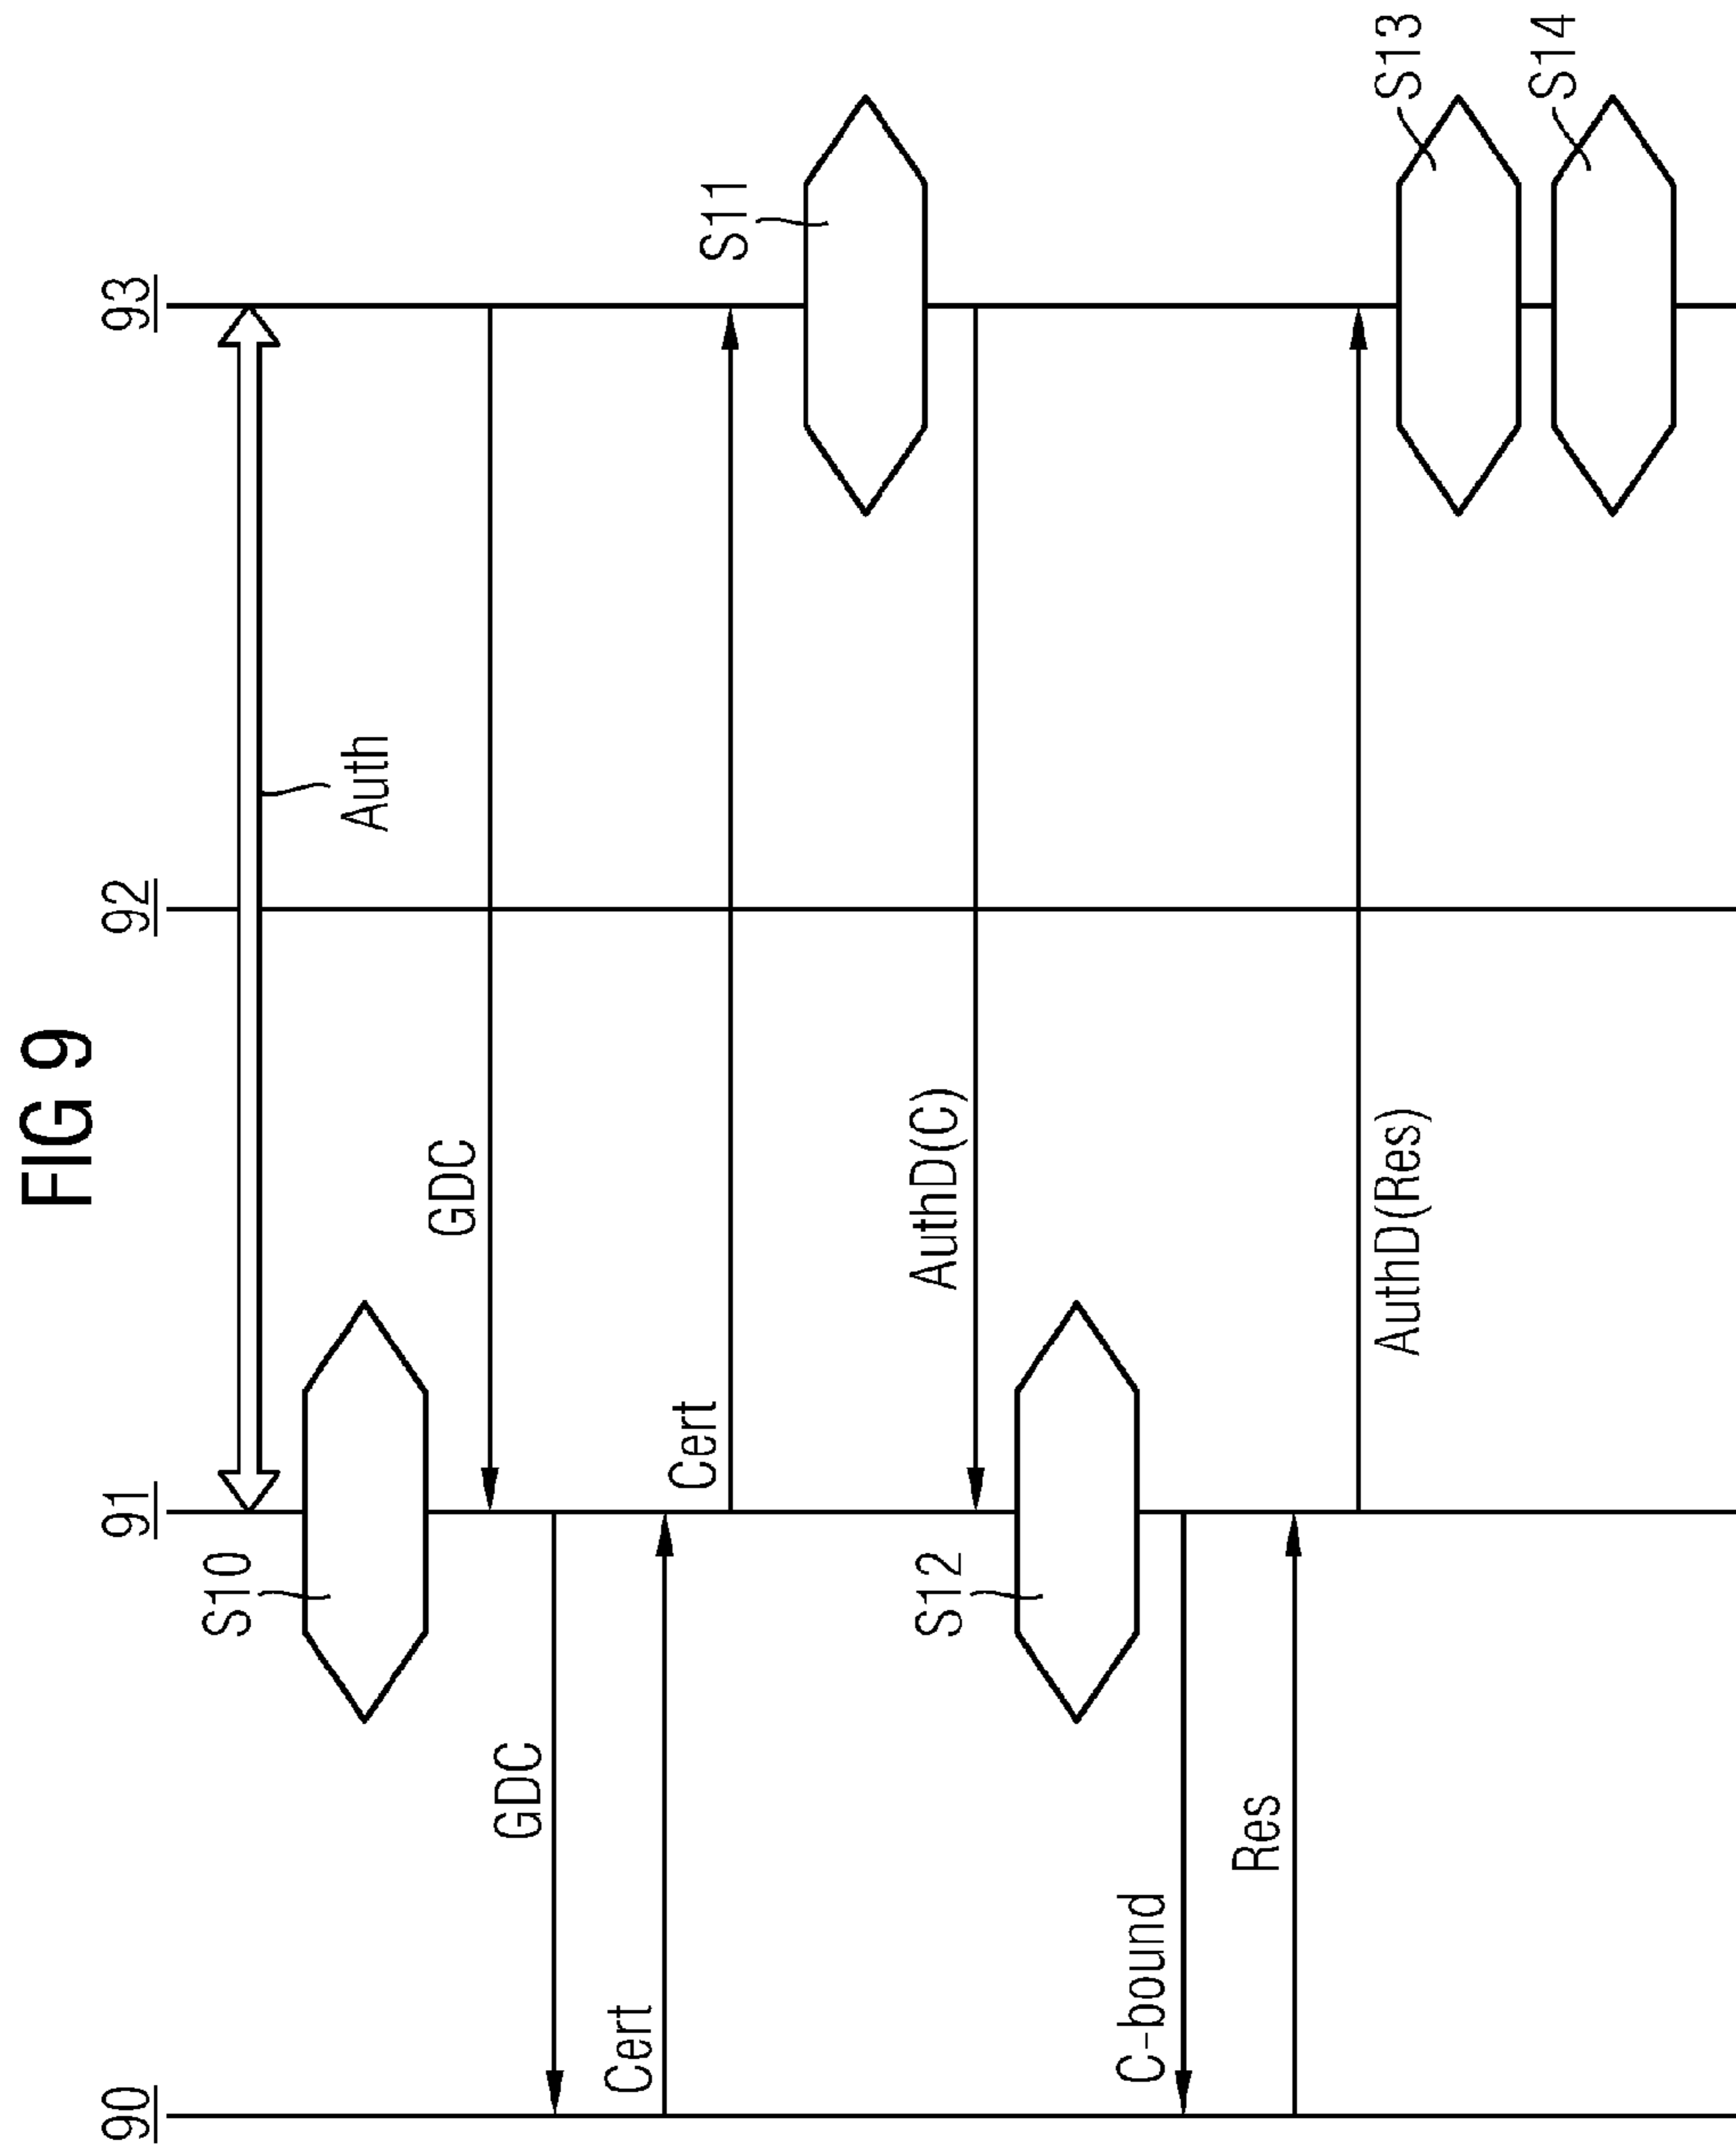 FIG 9
90
91
92
93
Auth
S10
GDC
GDC
Cert
Cert
S11
AuthD(C)
S12
C-bound
Res
AuthD(Res)
S13
S14